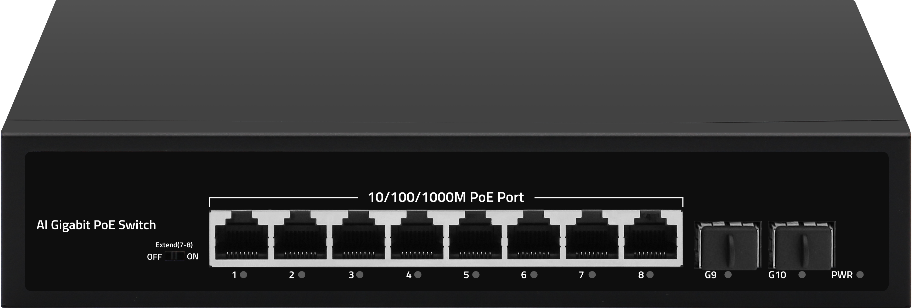 10/100/1000M PoE Port
AI Gigabit PoE Switch
Extend(7-8)
OFF ON
1 2 3 4 5 6 7 8 G9 G10 PWR